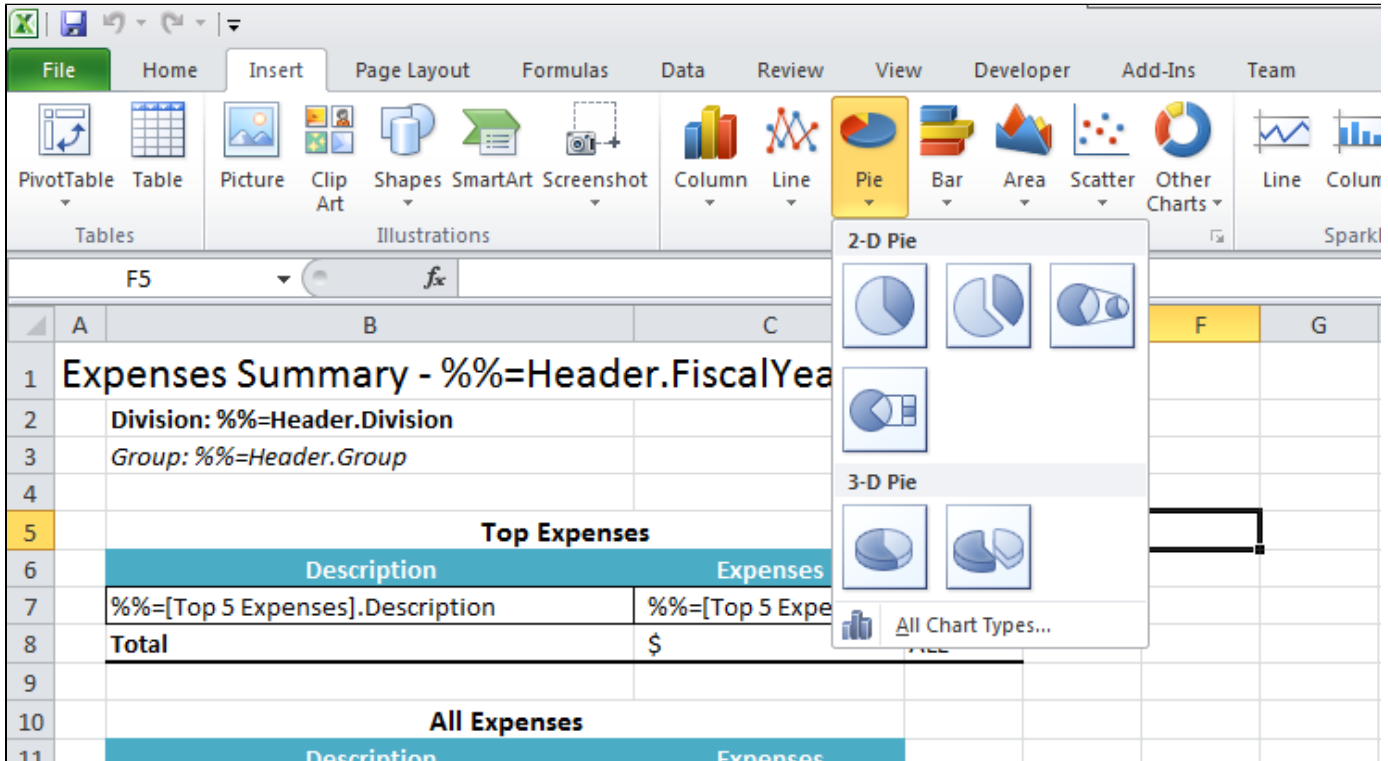 File Home Insert Page Layout Formulas Data Review View Developer Add-Ins Team
PivotTable Table Picture Clip Art Shapes SmartArt Screenshot Column Line Pie Bar Area Scatter Other Charts Line
Tables Illustrations
2-D Pie
F5 fx
A B C F G
1 Expenses Summary - %%=Header.FiscalYea
2 Division: %%=Header.Division
3 Group: %%=Header.Group
4
3-D Pie
5 Top Expenses
6 Description Expenses
7 %%=[Top 5 Expenses].Description %%=[Top 5 Expe
All Chart Types...
8 Total $
9
10 All Expenses
11 Description Expenses